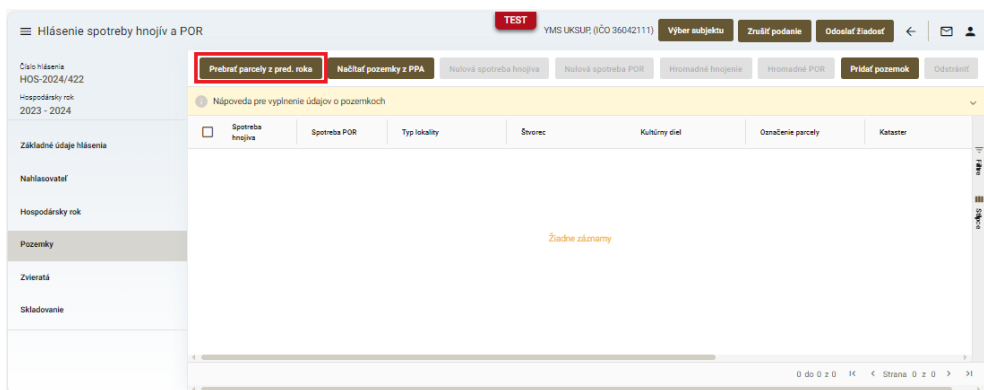 Hlásenie spotreby hnojív a POR
TEST
YMS UKSUP, (IČO 36042111)
Výber subjektu
Zrušiť podanie
Odoslať žiadosť
Číslo hlásenia
HOS-2024/422
Hospodársky rok
2023 - 2024
Základné údaje hlásenia
Nahlasovateľ
Hospodársky rok
Pozemky
Zvieratá
Skladovanie
Prebrať parcely z pred. roka
Načítať pozemky z PPA
Nulová spotreba hnojiva
Nulová spotreba POR
Hromadné hnojenie
Hromadné POR
Pridať pozemok
Odstrániť
Nápoveda pre vyplnenie údajov o pozemkoch
Spotreba
hnojiva
Spotreba POR
Typ lokality
Štvorec
Kultúrny diel
Označenie parcely
Kataster
Filtre
Stĺpce
Žiadne záznamy
0 do 0 z 0
Strana 0 z 0